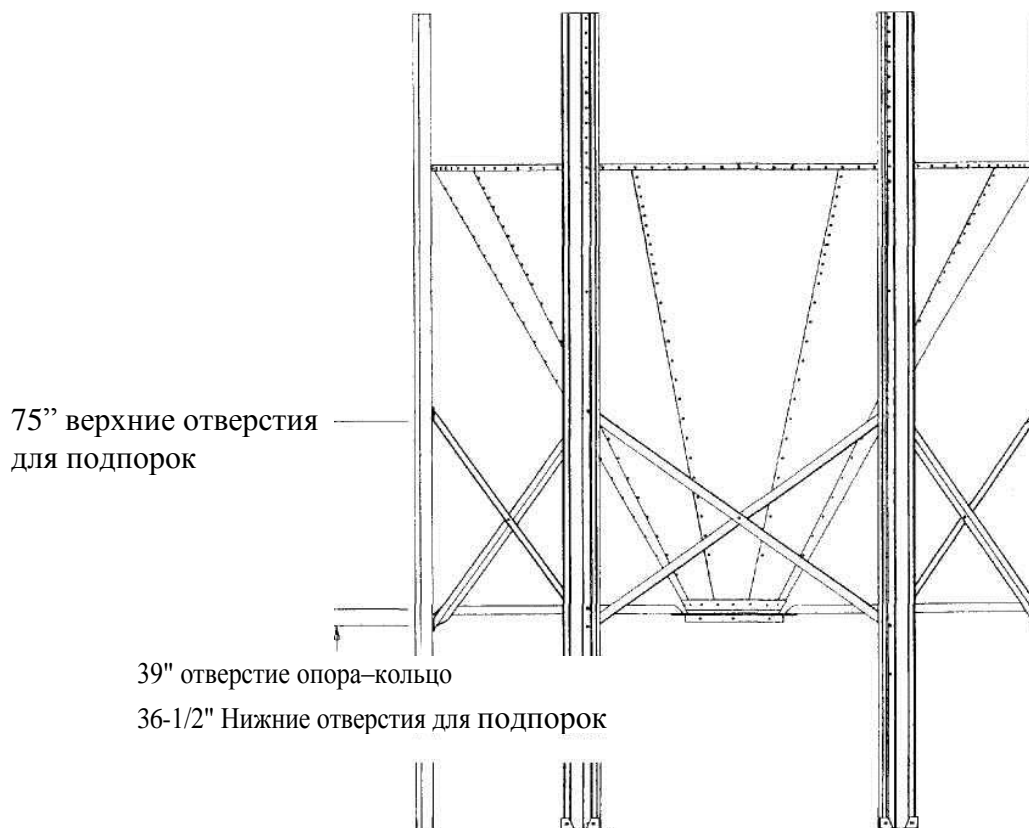 75” верхние отверстия
для подпорок
39" отверстие опора–кольцо
36-1/2" Нижние отверстия для подпорок